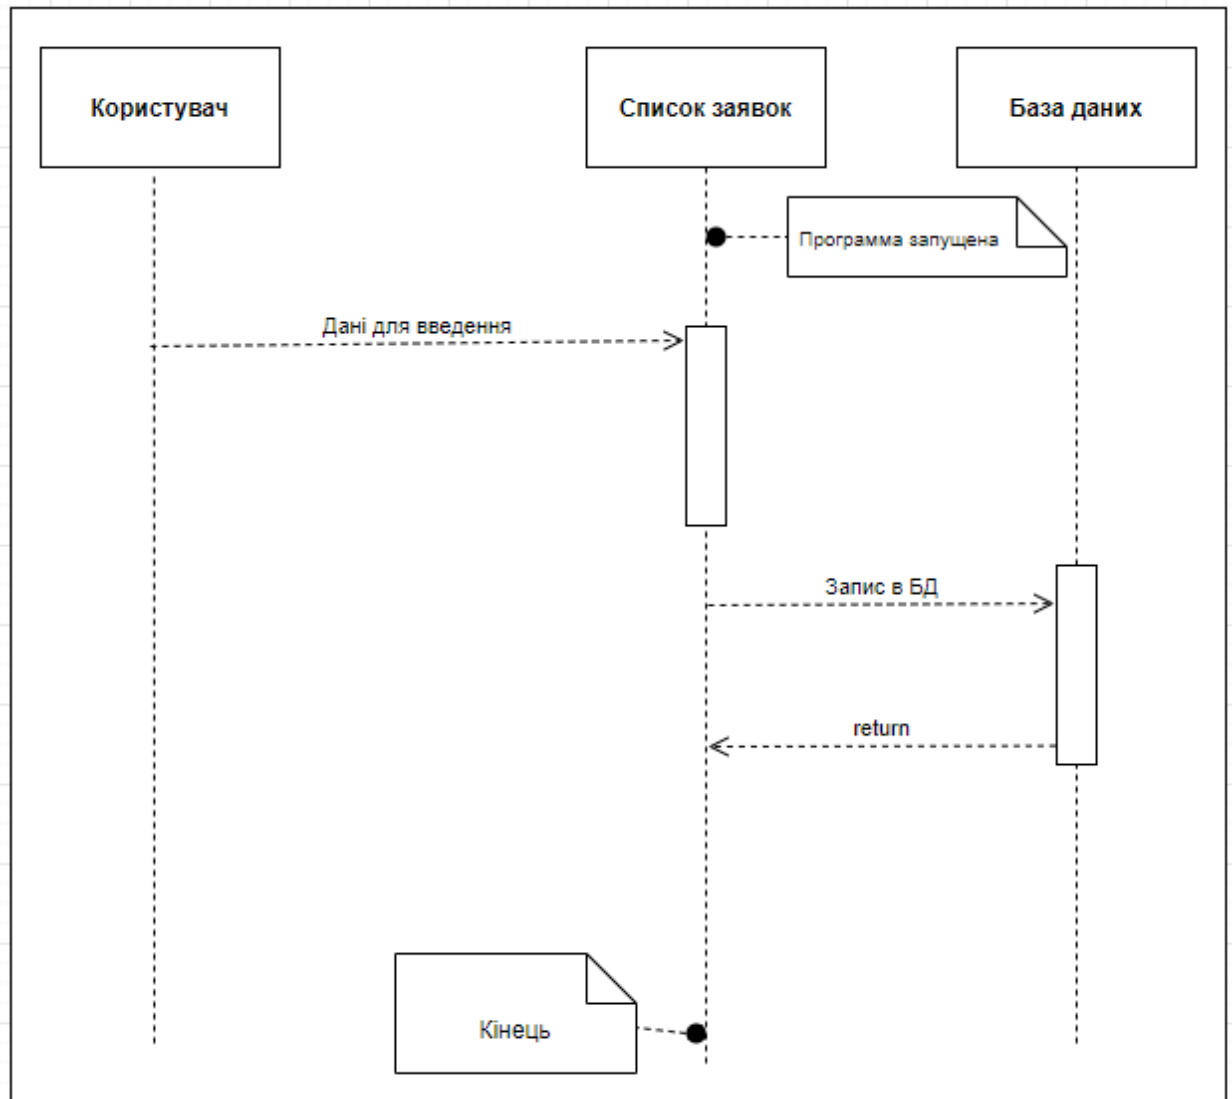 Користувач
Список заявок
База даних
Программа запущена
Дані для введення
Запис в БД
return
Кінець